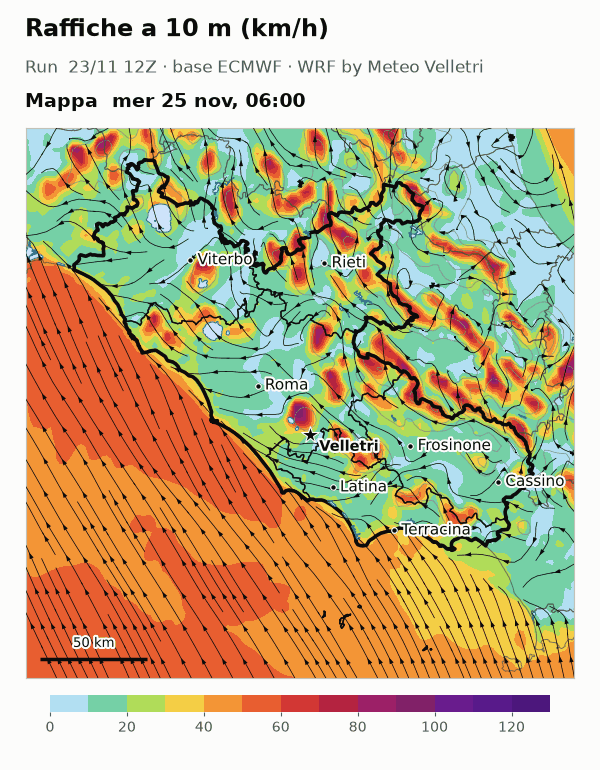 Raffiche a 10 m (km/h)
Run 23/11 12Z · base ECMWF · WRF by Meteo Velletri
Mappa mer 25 nov, 06:00
Viterbo
Rieti
Roma
Velletri
Frosinone
Cassino
Latina
Terracina
50 km
0 20 40 60 80 100 120